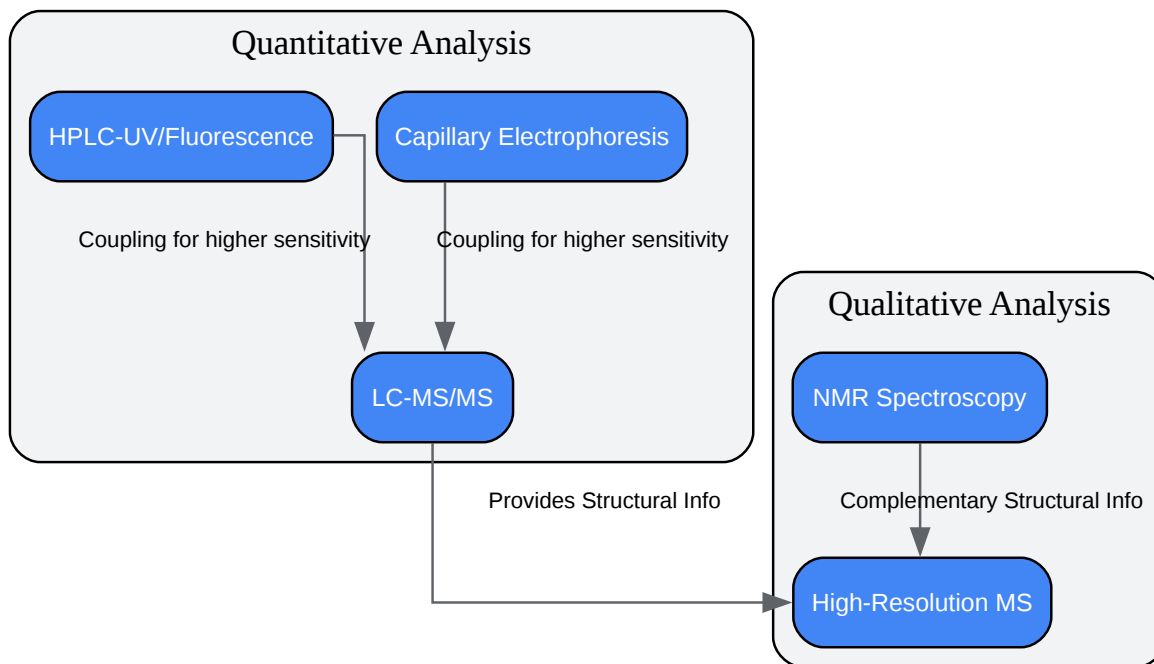 Quantitative Analysis
HPLC-UV/Fluorescence
Capillary Electrophoresis
Coupling for higher sensitivity
Coupling for higher sensitivity
LC-MS/MS
Qualitative Analysis
NMR Spectroscopy
Provides Structural Info
Complementary Structural Info
High-Resolution MS